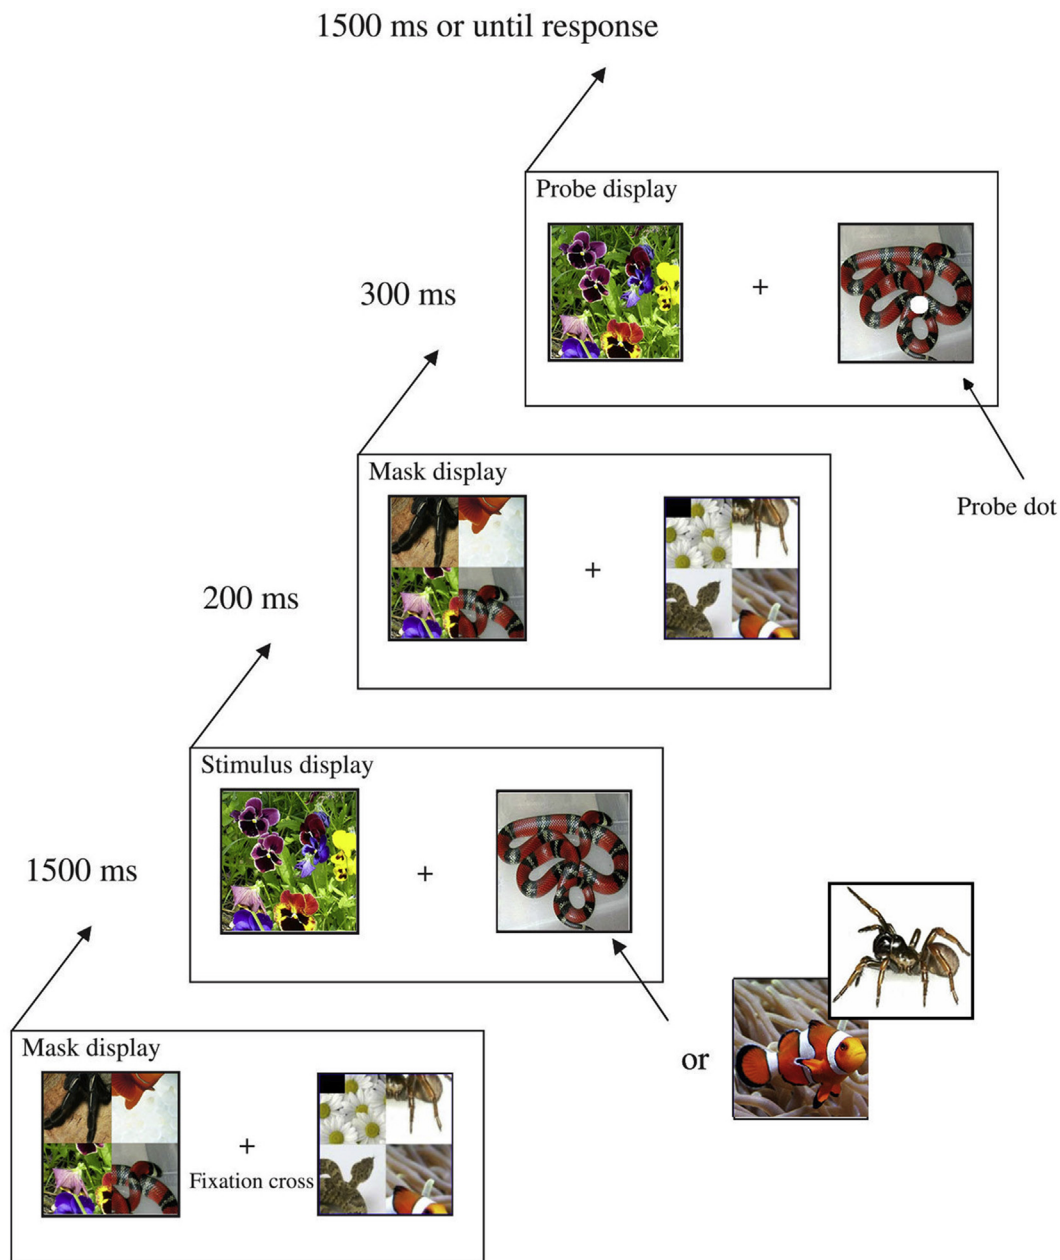 1500 ms or until response
Probe display
+
300 ms
Mask display
Probe dot
+
200 ms
Stimulus display
+
1500 ms
or
Mask display
+
Fixation cross